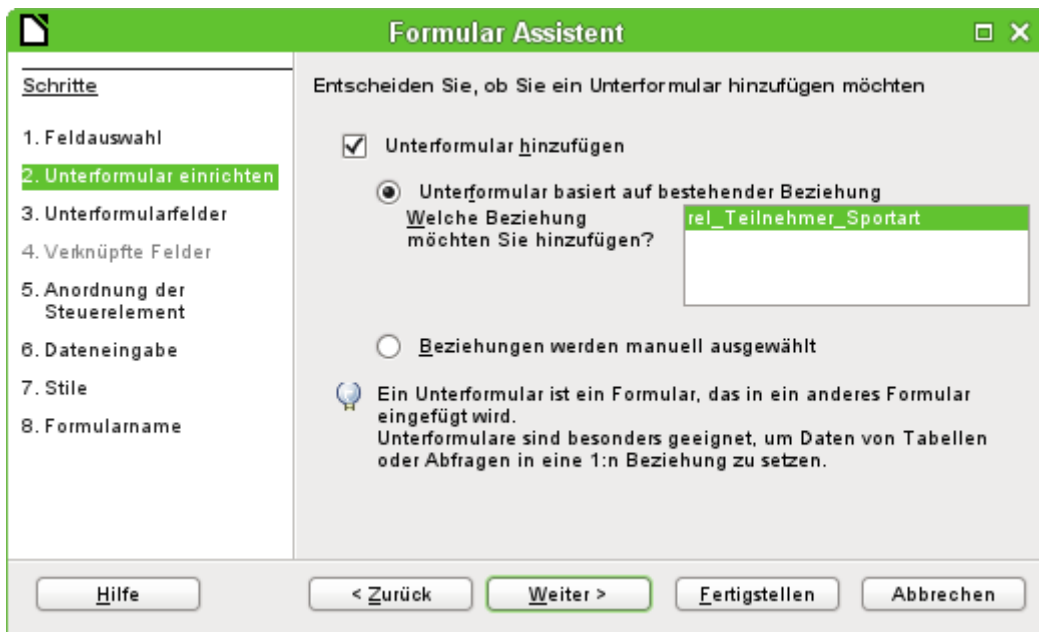 Formular Assistent
Schritte
1. Feldauswahl
2. Unterformular einrichten
3. Unterformularfelder
4. Verknüpfte Felder
5. Anordnung der
Steuerelement
6. Dateneingabe
7. Stile
8. Formularname
Entscheiden Sie, ob Sie ein Unterformular hinzufügen möchten
Unterformular hinzufügen
Unterformular basiert auf bestehender Beziehung
Welche Beziehung
möchten Sie hinzufügen?
rel_Teilnehmer_Sportart
Beziehungen werden manuell ausgewählt
Ein Unterformular ist ein Formular, das in ein anderes Formular
eingefügt wird.
Unterformulare sind besonders geeignet, um Daten von Tabellen
oder Abfragen in eine 1:n Beziehung zu setzen.
Hilfe
< Zurück
Weiter >
Fertigstellen
Abbrechen